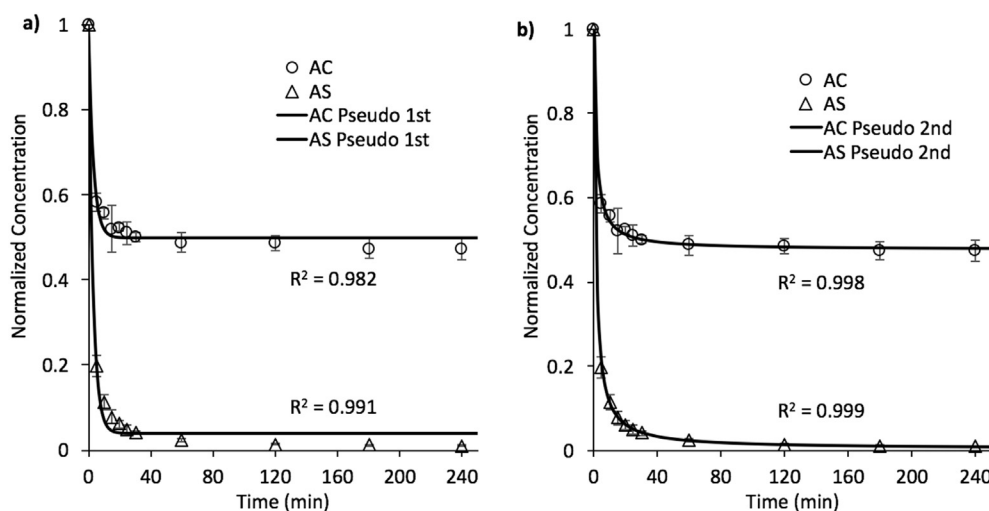 a)
1
0.8
0.6
0.4
0.2
0
Normalized Concentration
AC
AS
AC Pseudo 1st
AS Pseudo 1st
R² = 0.982
R² = 0.991
0 40 80 120 160 200 240
Time (min)
b)
1
0.8
0.6
0.4
0.2
0
Normalized Concentration
AC
AS
AC Pseudo 2nd
AS Pseudo 2nd
R² = 0.998
R² = 0.999
0 40 80 120 160 200 240
Time (min)